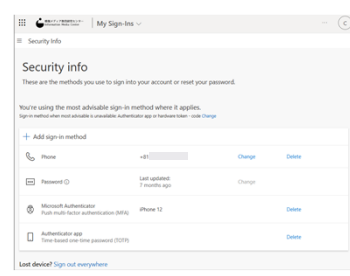 My Sign-Ins
Security info
Security info
These are the methods you use to sign into your account or reset your password.
You're using the most advisable sign-in method where it applies.
Sign-in method when most advisable is unavailable: Authenticator app or hardware token - code Change
+ Add sign-in method
Phone +81 Change Delete
Password Last updated: 7 months ago Change
Microsoft Authenticator
Push multi-factor authentication (MFA) iPhone 12 Delete
Authenticator app
Time-based one-time password (TOTP) Delete
Lost device? Sign out everywhere